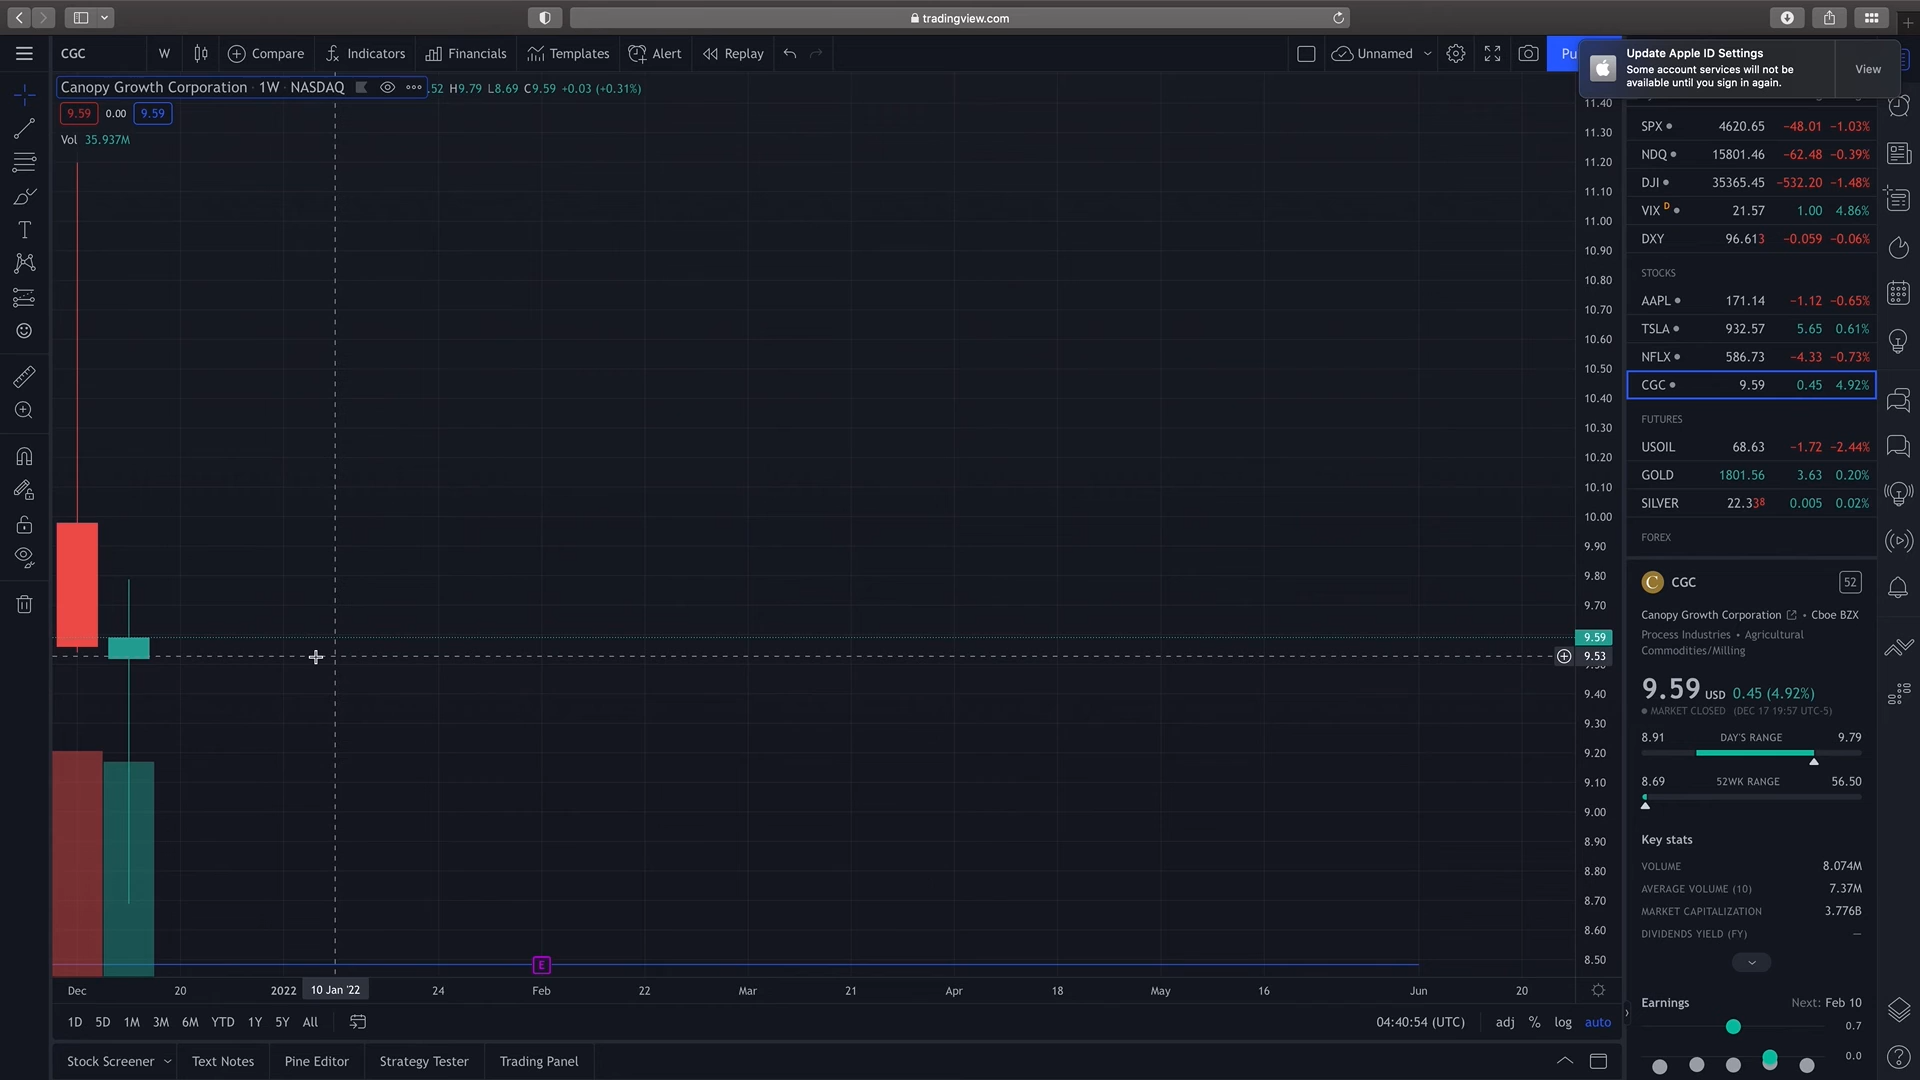 tradingview.com
CGC W Compare Indicators Financials Templates Alert Replay Unnamed Pu
Update Apple ID Settings
Some account services will not be
available until you sign in again.
View
Canopy Growth Corporation · 1W · NASDAQ .52 H9.79 L8.69 C9.59 +0.03 (+0.31%)
9.59 0.00 9.59
Vol 35.937M
11.40
11.30
11.20
11.10
11.00
10.90
10.80
10.70
10.60
10.50
10.40
10.30
10.20
10.10
10.00
9.90
9.80
9.70
9.59
9.53
9.40
9.30
9.20
9.10
9.00
8.90
8.80
8.70
8.60
8.50
E
Dec 20 2022 10 Jan '22 24 Feb 22 Mar 21 Apr 18 May 16 Jun 20
1D 5D 1M 3M 6M YTD 1Y 5Y All 04:40:54 (UTC) adj % log auto
Stock Screener Text Notes Pine Editor Strategy Tester Trading Panel
SPX 4620.65 −48.01 −1.03%
NDQ 15801.46 −62.48 −0.39%
DJI 35365.45 −532.20 −1.48%
VIX D 21.57 1.00 4.86%
DXY 96.613 −0.059 −0.06%
STOCKS
AAPL 171.14 −1.12 −0.65%
TSLA 932.57 5.65 0.61%
NFLX 586.73 −4.33 −0.73%
CGC 9.59 0.45 4.92%
FUTURES
USOIL 68.63 −1.72 −2.44%
GOLD 1801.56 3.63 0.20%
SILVER 22.338 0.005 0.02%
FOREX
C CGC 52
Canopy Growth Corporation • Cboe BZX
Process Industries • Agricultural
Commodities/Milling
9.59 USD 0.45 (4.92%)
MARKET CLOSED (DEC 17 19:57 UTC-5)
8.91 DAY'S RANGE 9.79
8.69 52WK RANGE 56.50
Key stats
VOLUME 8.074M
AVERAGE VOLUME (10) 7.37M
MARKET CAPITALIZATION 3.776B
DIVIDENDS YIELD (FY) —
Earnings Next: Feb 10
0.7
0.0